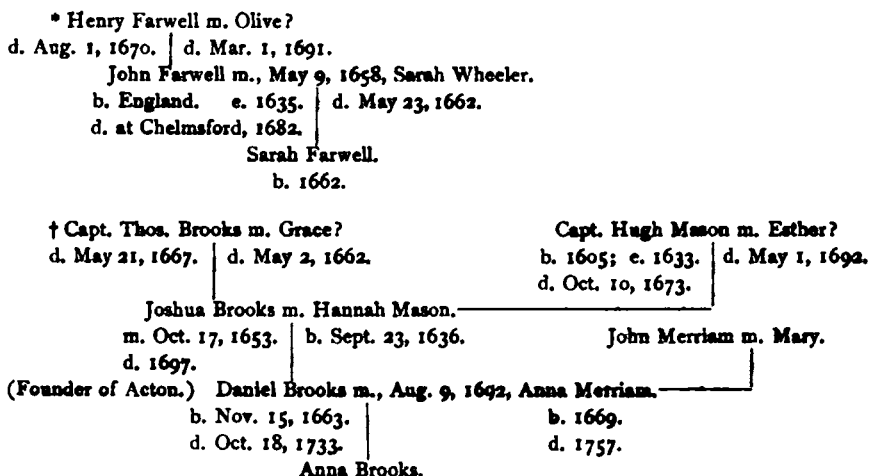 * Henry Farwell m. Olive?
d. Aug. 1, 1670. d. Mar. 1, 1691.
John Farwell m., May 9, 1658, Sarah Wheeler.
b. England. e. 1635. d. May 23, 1662.
d. at Chelmsford, 1682.
Sarah Farwell.
b. 1662.
† Capt. Thos. Brooks m. Grace? Capt. Hugh Mason m. Esther?
d. May 21, 1667. d. May 2, 1662. b. 1605; e. 1633. d. May 1, 1692.
d. Oct. 10, 1673.
Joshua Brooks m. Hannah Mason.
m. Oct. 17, 1653. b. Sept. 23, 1636. John Merriam m. Mary.
d. 1697.
(Founder of Acton.) Daniel Brooks m., Aug. 9, 1692, Anna Merriam.
b. Nov. 15, 1663. b. 1669.
d. Oct. 18, 1733. d. 1757.
Anna Brooks.